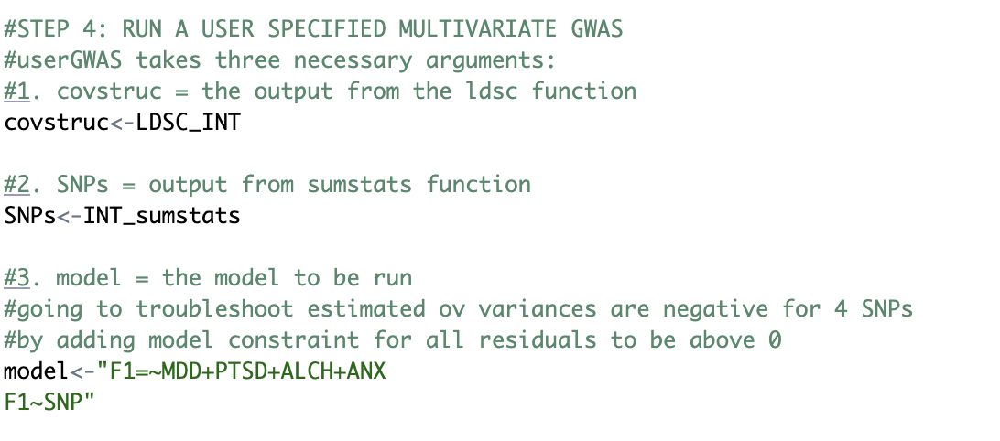 #STEP 4: RUN A USER SPECIFIED MULTIVARIATE GWAS
#userGWAS takes three necessary arguments:
#1. covstruc = the output from the ldsc function
covstruc<-LDSC_INT
#2. SNPs = output from sumstats function
SNPs<-INT_sumstats
#3. model = the model to be run
#going to troubleshoot estimated ov variances are negative for 4 SNPs
#by adding model constraint for all residuals to be above 0
model<-"F1=~MDD+PTSD+ALCH+ANX
F1~SNP"